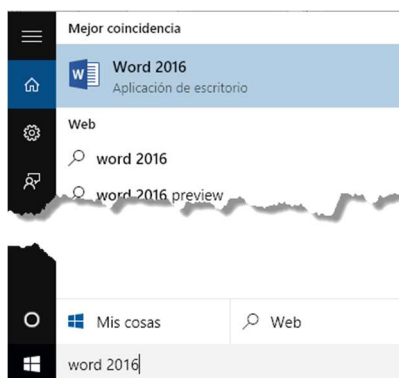 Mejor coincidencia
Word 2016
Aplicación de escritorio
Web
word 2016
word 2016 preview
Mis cosas Web
word 2016